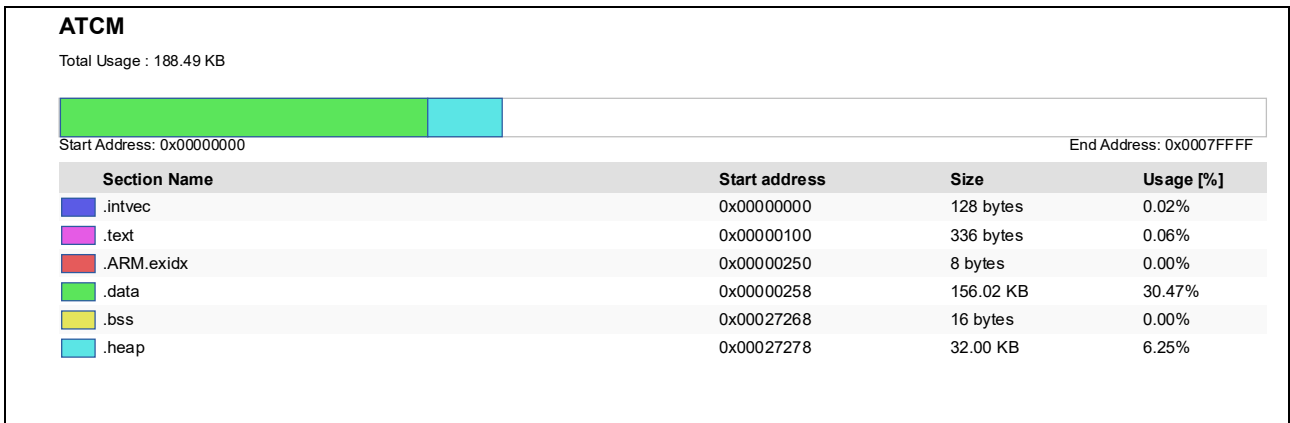 ATCM
Total Usage : 188.49 KB
Start Address: 0x00000000 End Address: 0x0007FFFF
Section Name Start address Size Usage [%]
.intvec 0x00000000 128 bytes 0.02%
.text 0x00000100 336 bytes 0.06%
.ARM.exidx 0x00000250 8 bytes 0.00%
.data 0x00000258 156.02 KB 30.47%
.bss 0x00027268 16 bytes 0.00%
.heap 0x00027278 32.00 KB 6.25%